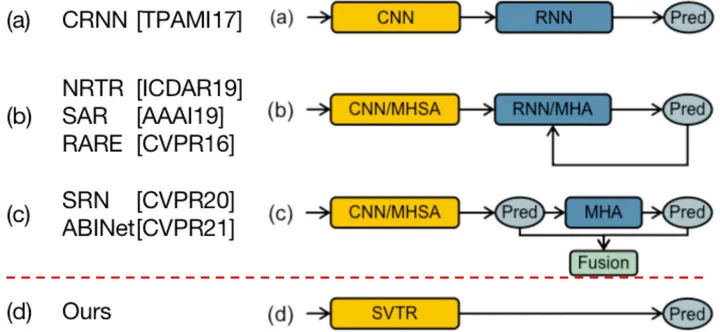 (a) CRNN [TPAMI17] (a) CNN RNN Pred
NRTR [ICDAR19]
(b) SAR [AAAI19] (b) CNN/MHSA RNN/MHA Pred
RARE [CVPR16]
SRN [CVPR20]
(c) ABINet[CVPR21] (c) CNN/MHSA Pred MHA Pred
Fusion
(d) Ours (d) SVTR Pred